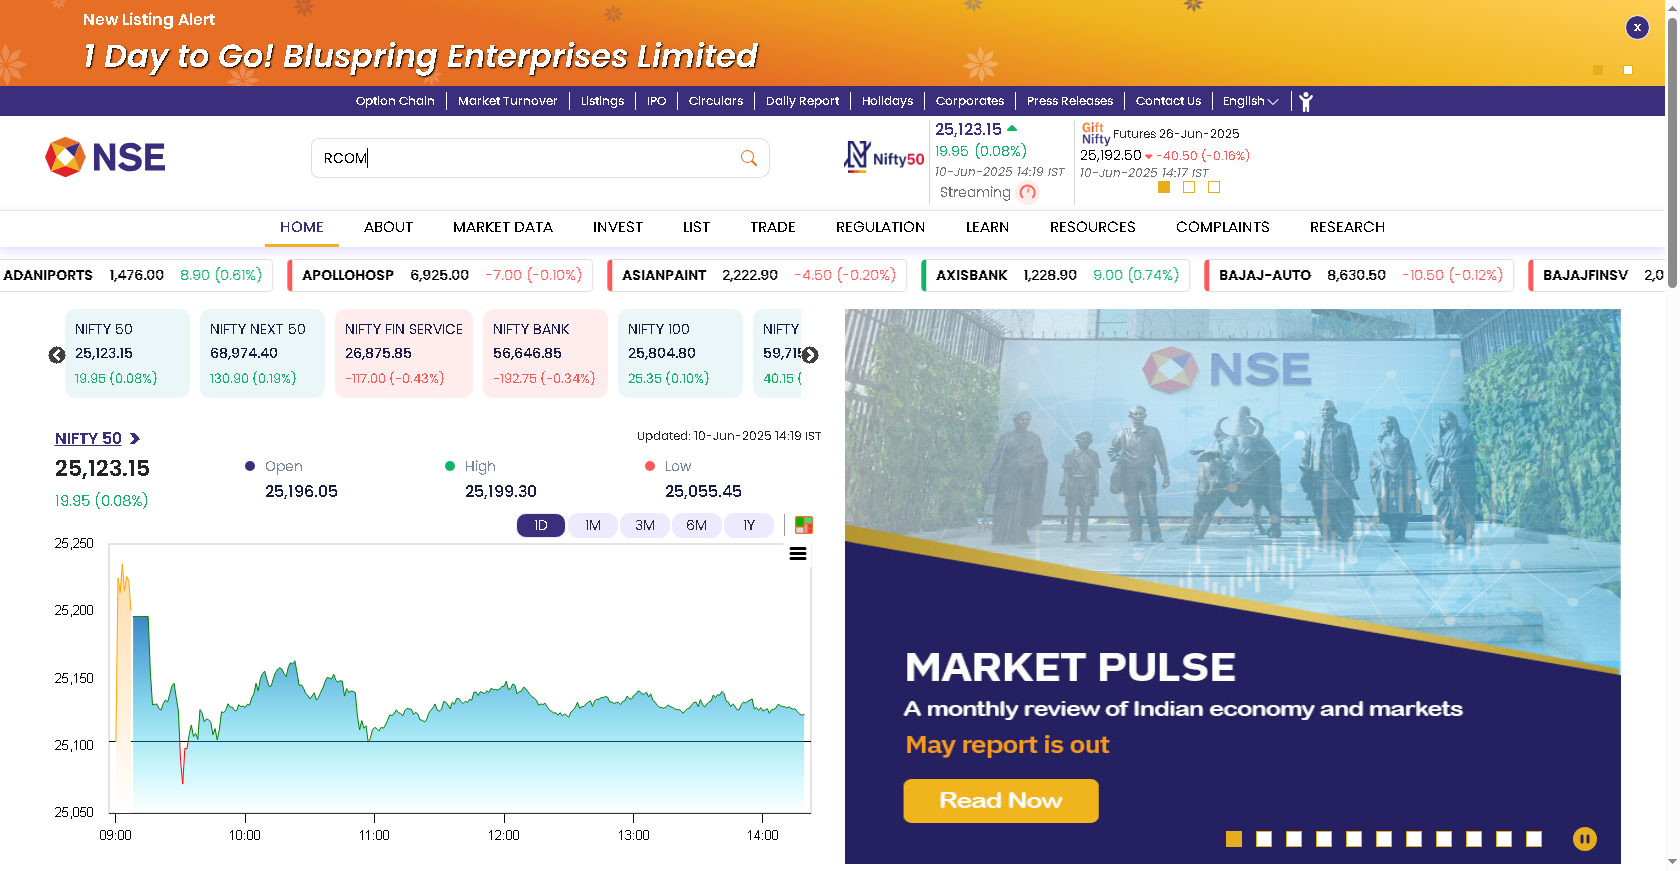 New Listing Alert
1 Day to Go! Bluspring Enterprises Limited
x
Option Chain Market Turnover Listings IPO Circulars Daily Report Holidays Corporates Press Releases Contact Us English
NSE
RCOM
Nifty50
25,123.15
19.95 (0.08%)
10-Jun-2025 14:19 IST
Streaming
Gift Nifty Futures 26-Jun-2025
25,192.50 -40.50 (-0.16%)
10-Jun-2025 14:17 IST
HOME ABOUT MARKET DATA INVEST LIST TRADE REGULATION LEARN RESOURCES COMPLAINTS RESEARCH
ADANIPORTS 1,476.00 8.90 (0.61%) APOLLOHOSP 6,925.00 -7.00 (-0.10%) ASIANPAINT 2,222.90 -4.50 (-0.20%) AXISBANK 1,228.90 9.00 (0.74%) BAJAJ-AUTO 8,630.50 -10.50 (-0.12%) BAJAJFINSV 2,0
NIFTY 50
25,123.15
19.95 (0.08%)
NIFTY NEXT 50
68,974.40
130.90 (0.19%)
NIFTY FIN SERVICE
26,875.85
-117.00 (-0.43%)
NIFTY BANK
56,646.85
-192.75 (-0.34%)
NIFTY 100
25,804.80
25.35 (0.10%)
NIFTY
59,71
40.15 (
NIFTY 50
Updated: 10-Jun-2025 14:19 IST
25,123.15
19.95 (0.08%)
Open
25,196.05
High
25,199.30
Low
25,055.45
1D 1M 3M 6M 1Y
25,250
25,200
25,150
25,100
25,050
09:00 10:00 11:00 12:00 13:00 14:00
NSE
MARKET PULSE
A monthly review of Indian economy and markets
May report is out
Read Now